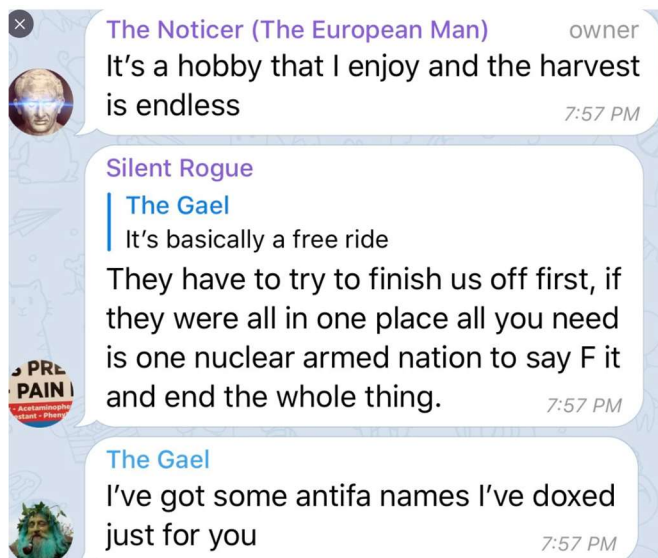 The Noticer (The European Man) owner
It’s a hobby that I enjoy and the harvest
is endless
7:57 PM
Silent Rogue
The Gael
It’s basically a free ride
They have to try to finish us off first, if
they were all in one place all you need
is one nuclear armed nation to say F it
and end the whole thing.
7:57 PM
PRE
PAIN
- Acetaminophe
stant - Pheny
The Gael
I’ve got some antifa names I’ve doxed
just for you
7:57 PM